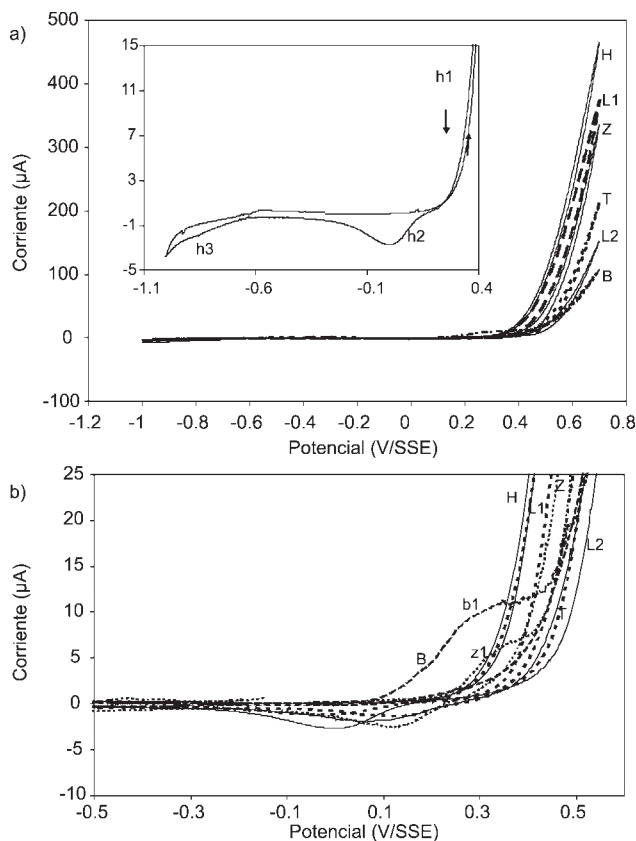 a)
Corriente (µA)
500
400
300
200
100
0
-100
-1.2 -1 -0.8 -0.6 -0.4 -0.2 0 0.2 0.4 0.6 0.8
Potencial (V/SSE)
H
L1
Z
T
L2
B
15
11
7
3
1
-1
-5
-1.1 -0.6 -0.1 0.4
h1
h2
h3
b)
Corriente (µA)
25
20
15
10
5
0
-5
-10
-0.5 -0.3 -0.1 0.1 0.3 0.5
Potencial (V/SSE)
H
L1
Z
L2
T
B
b1
z1